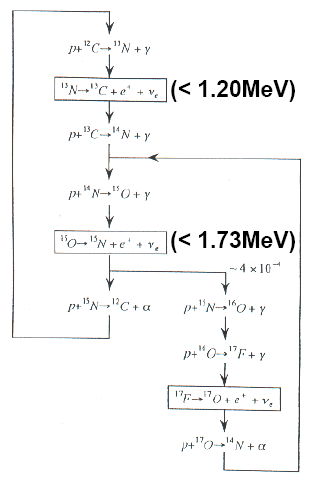 p+¹²C→¹³N + γ
¹³N→¹³C + e⁺ + νₑ (< 1.20MeV)
p+¹³C→¹⁴N + γ
p+¹⁴N→¹⁵O + γ
¹⁵O→¹⁵N + e⁺ + νₑ (< 1.73MeV)
~4 × 10⁻⁴
p+¹⁵N→¹²C + α
p+¹⁵N→¹⁶O + γ
p+¹⁶O→¹⁷F + γ
¹⁷F→¹⁷O + e⁺ + νₑ
p+¹⁷O→¹⁴N + α